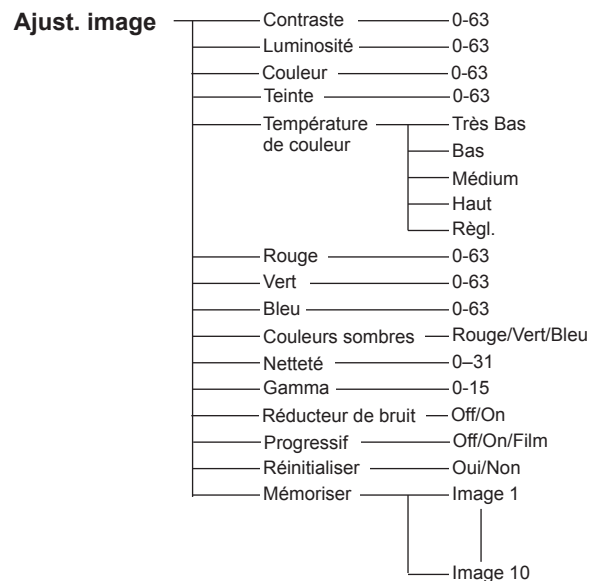 Ajust. image
Contraste 0-63
Luminosité 0-63
Couleur 0-63
Teinte 0-63
Température de couleur Très Bas
Bas
Médium
Haut
Règl.
Rouge 0-63
Vert 0-63
Bleu 0-63
Couleurs sombres Rouge/Vert/Bleu
Netteté 0–31
Gamma 0-15
Réducteur de bruit Off/On
Progressif Off/On/Film
Réinitialiser Oui/Non
Mémoriser Image 1
Image 10